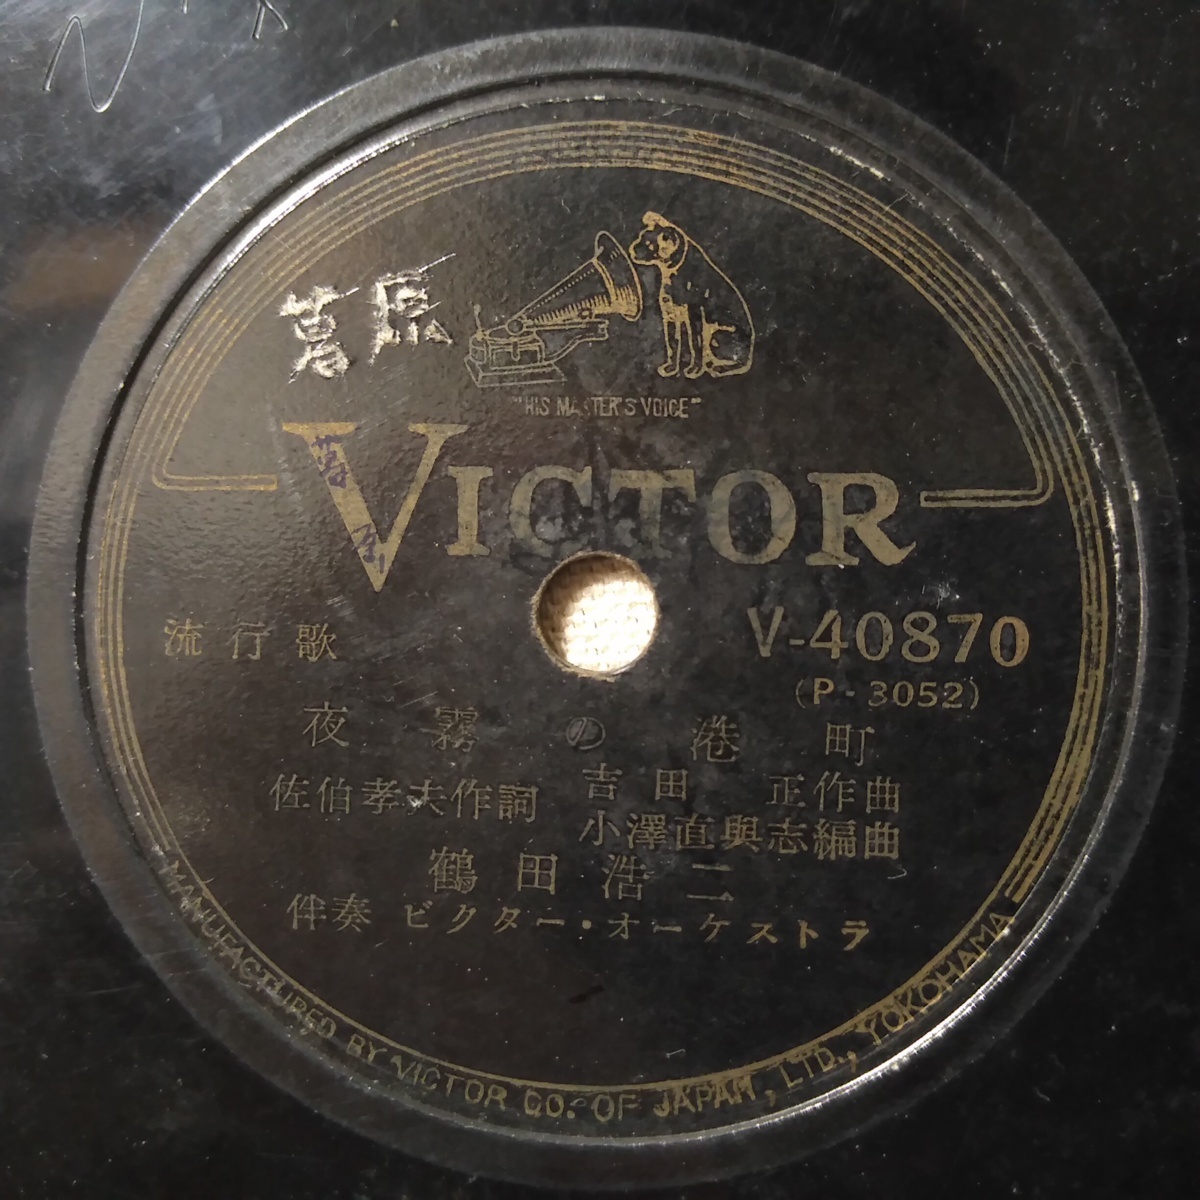 葛原
"HIS MASTER'S VOICE"
VICTOR
流行歌
V-40870
(P-3052)
夜霧の港町
佐伯孝夫作詞
吉田正作曲
小澤直與志編曲
鶴田浩二
伴奏 ビクター・オーケストラ
MANUFACTURED BY VICTOR CO. OF JAPAN, LTD., YOKOHAMA